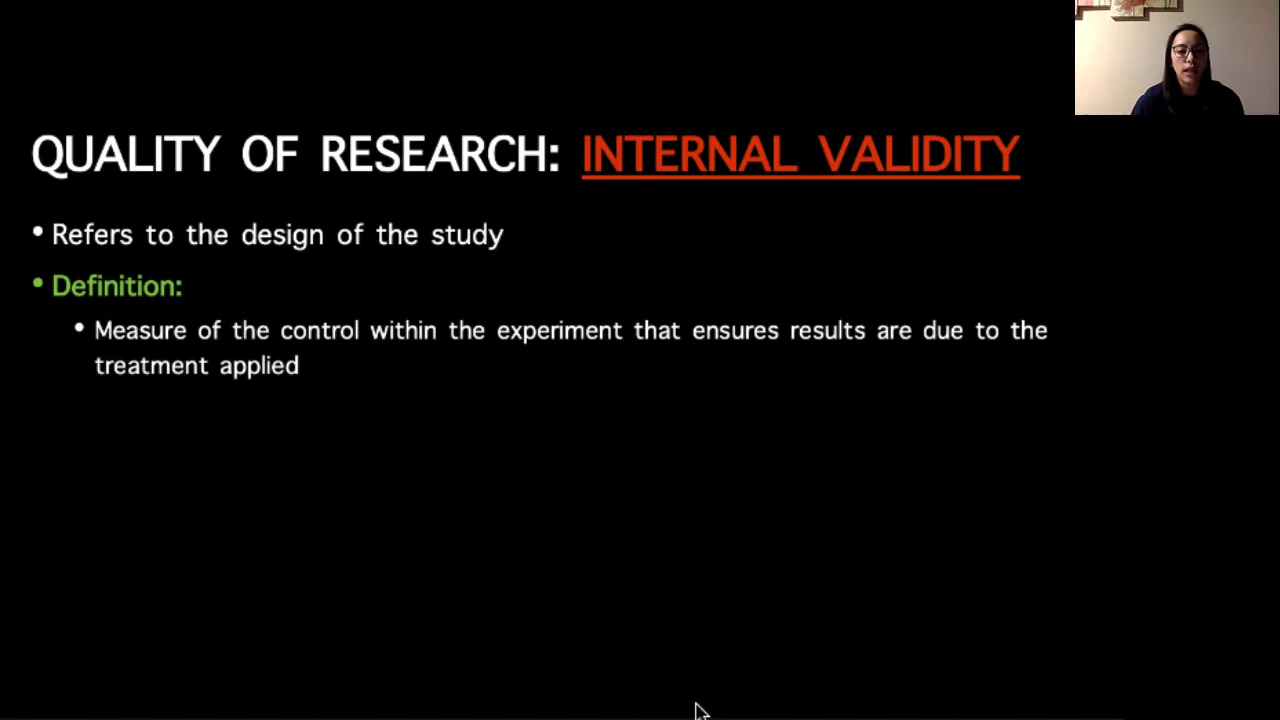 QUALITY OF RESEARCH: INTERNAL VALIDITY
• Refers to the design of the study
• Definition:
• Measure of the control within the experiment that ensures results are due to the
treatment applied